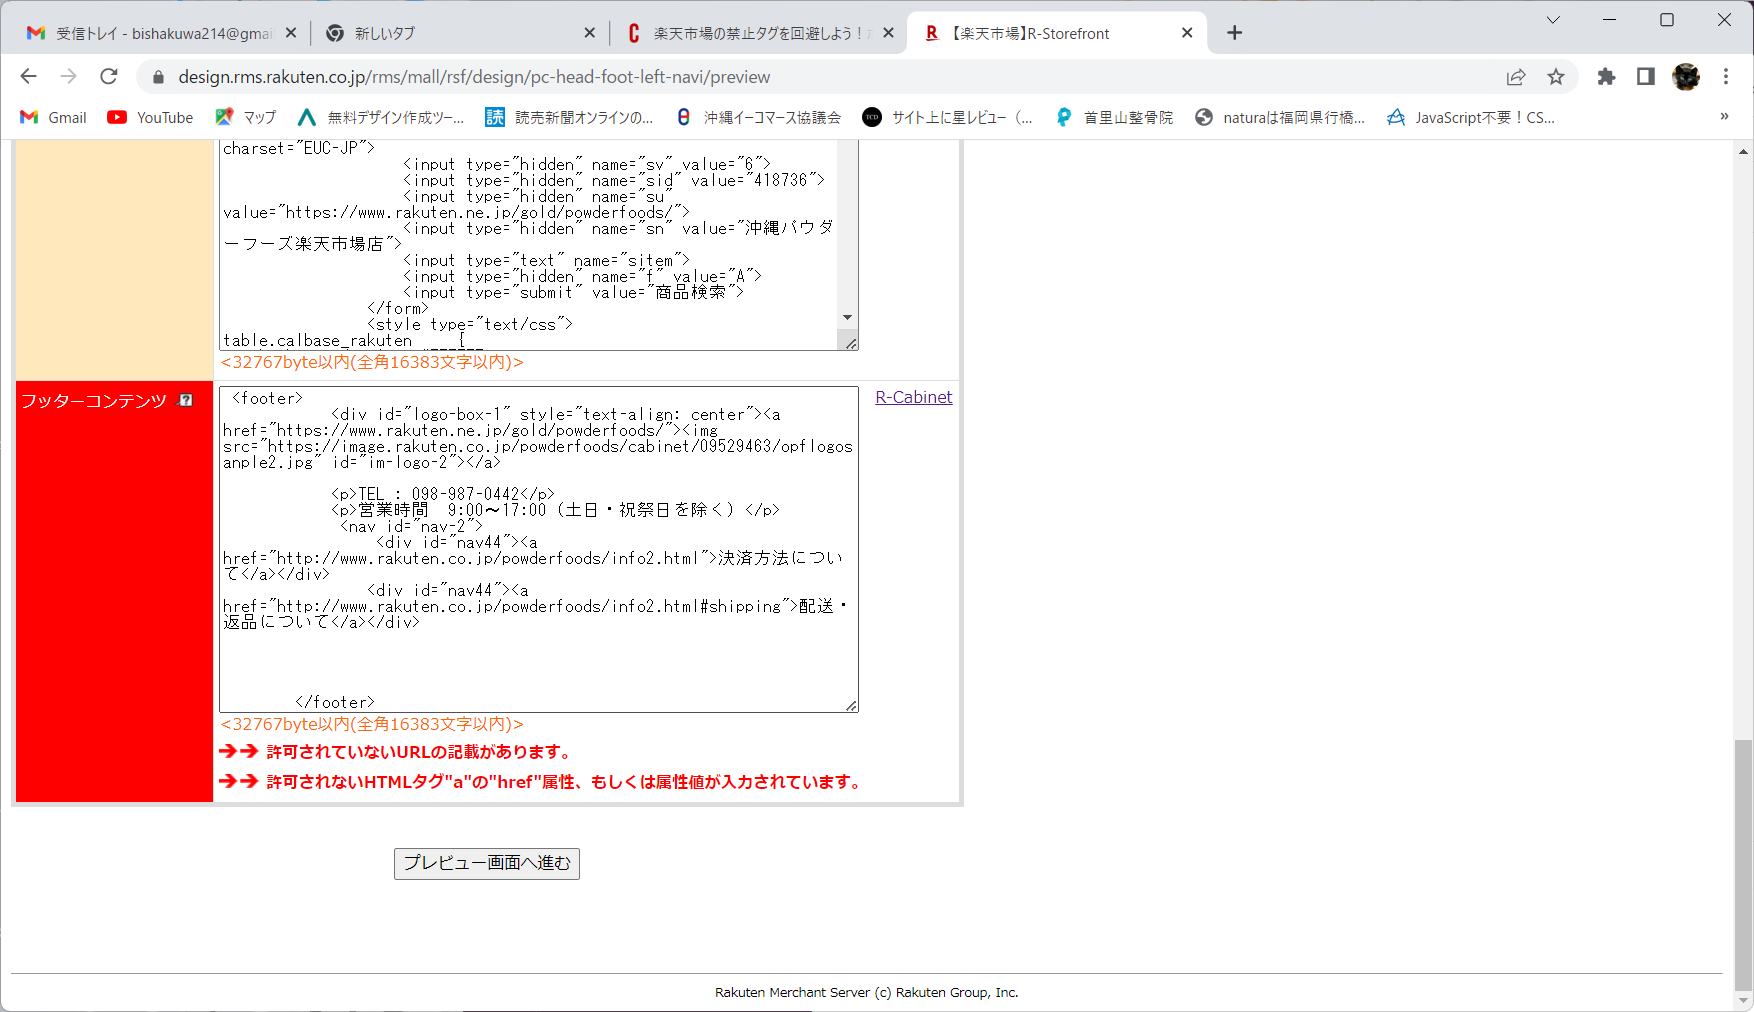 受信トレイ - bishakuwa214@gmai
新しいタブ
楽天市場の禁止タグを回避しよう！
【楽天市場】R-Storefront
design.rms.rakuten.co.jp/rms/mall/rsf/design/pc-head-foot-left-navi/preview
Gmail
YouTube
マップ
無料デザイン作成ツー...
読売新聞オンラインの...
沖縄イーコマース協議会
サイト上に星レビュー（...
首里山整骨院
naturaは福岡県行橋...
JavaScript不要！CS...
»
charset="EUC-JP">
<input type="hidden" name="sv" value="6">
<input type="hidden" name="sid" value="418736">
<input type="hidden" name="su"
value="https://www.rakuten.ne.jp/gold/powderfoods/">
<input type="hidden" name="sn" value="沖縄パウダ
ーフーズ楽天市場店">
<input type="text" name="sitem">
<input type="hidden" name="f" value="A">
<input type="submit" value="商品検索">
</form>
<style type="text/css">
table.calbase_rakuten {
<32767byte以内(全角16383文字以内)>
フッターコンテンツ ?
<footer>
<div id="logo-box-1" style="text-align: center"><a
href="https://www.rakuten.ne.jp/gold/powderfoods/"><img
src="https://image.rakuten.co.jp/powderfoods/cabinet/09529463/opflogos
anple2.jpg" id="im-logo-2"></a>
<p>TEL : 098-987-0442</p>
<p>営業時間　9:00～17:00（土日・祝祭日を除く）</p>
<nav id="nav-2">
<div id="nav44"><a
href="http://www.rakuten.co.jp/powderfoods/info2.html">決済方法につい
て</a></div>
<div id="nav44"><a
href="http://www.rakuten.co.jp/powderfoods/info2.html#shipping">配送・
返品について</a></div>
</footer>
R-Cabinet
<32767byte以内(全角16383文字以内)>
許可されていないURLの記載があります。
許可されないHTMLタグ"a"の"href"属性、もしくは属性値が入力されています。
プレビュー画面へ進む
Rakuten Merchant Server (c) Rakuten Group, Inc.